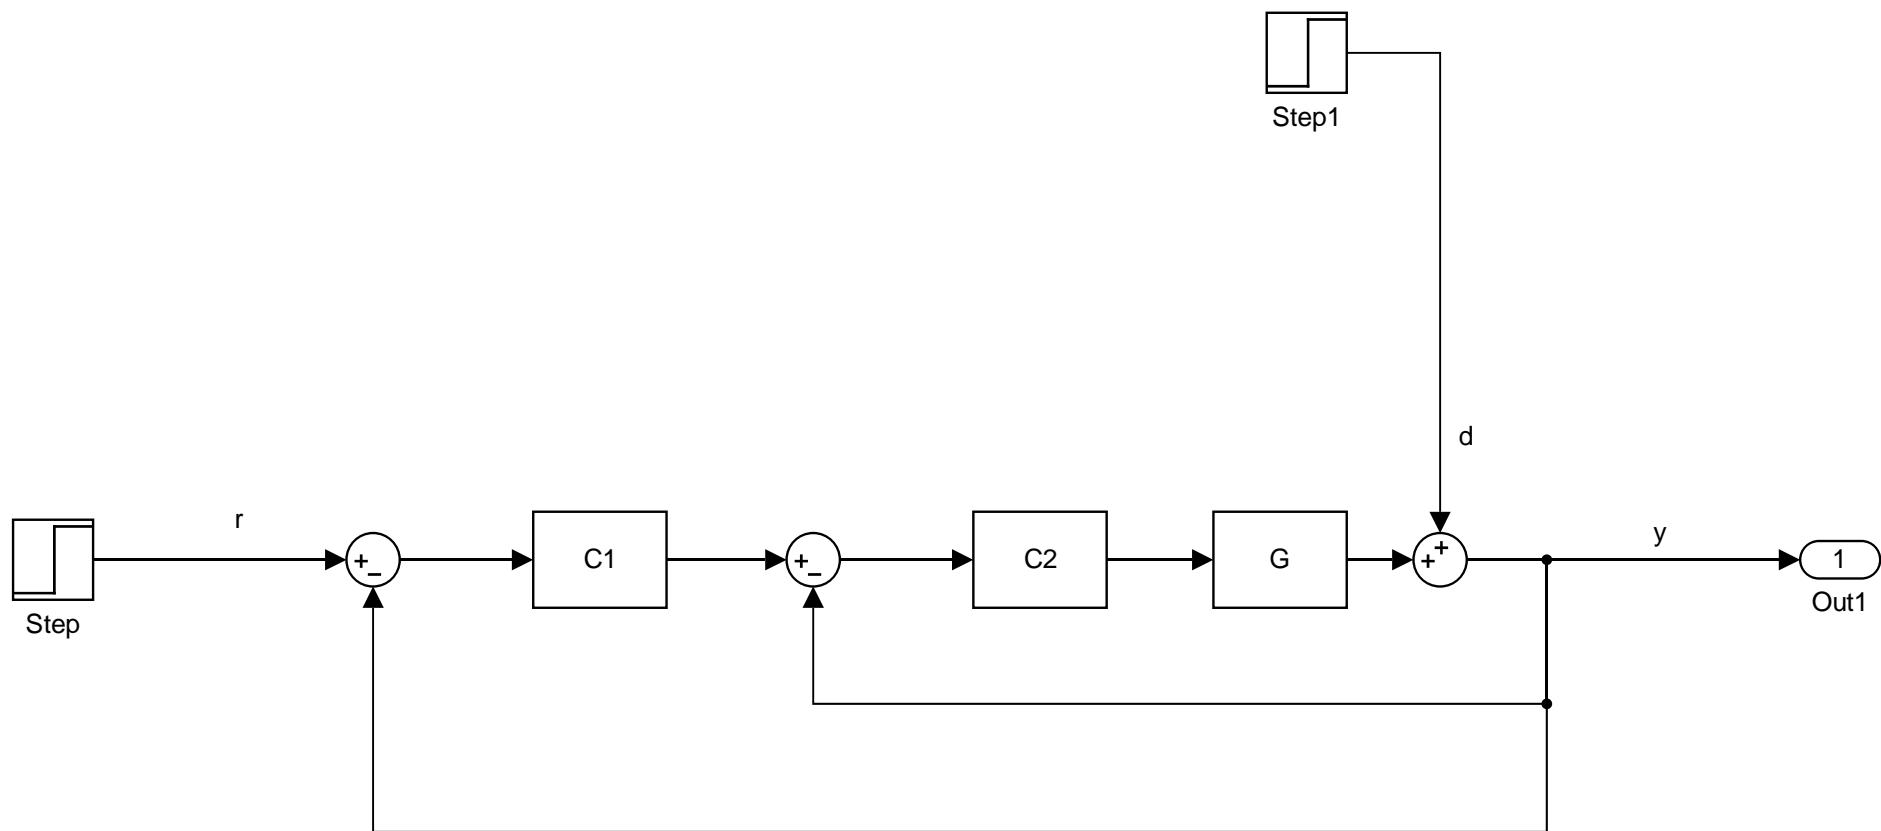 Step1
d
r
y
+
−
C1
+
−
C2
G
+
+
1
Step
Out1